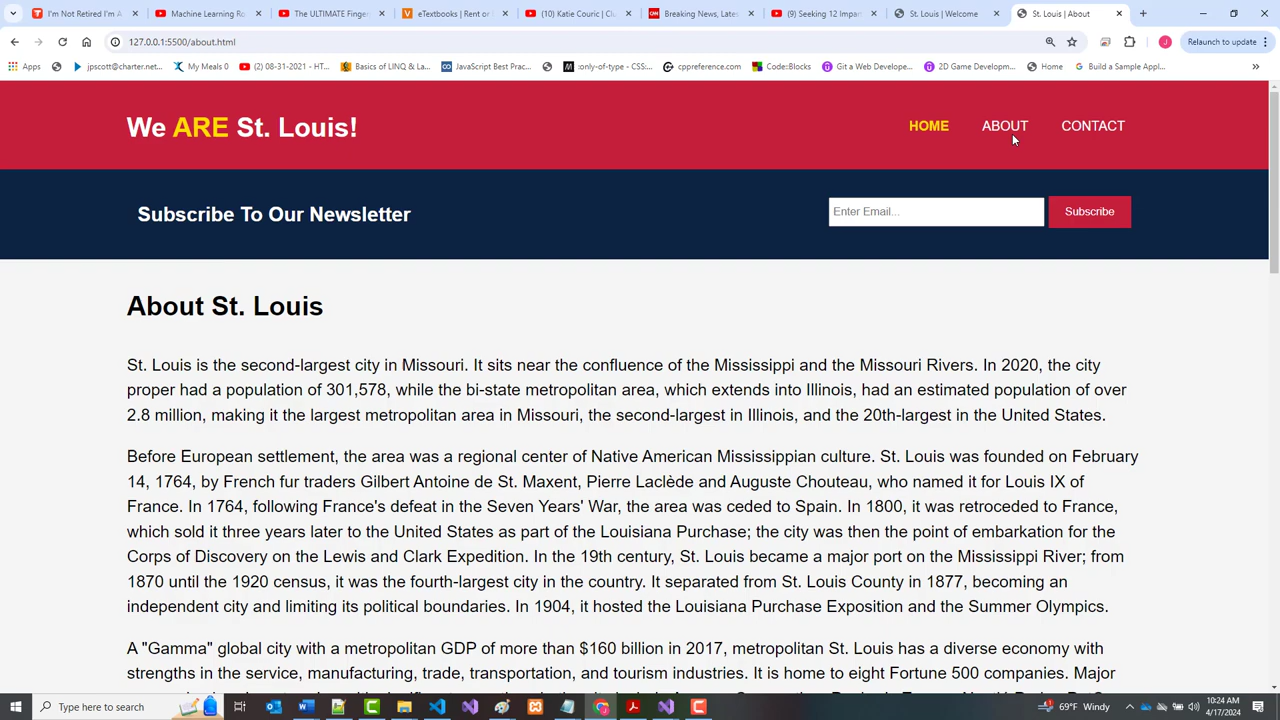 I'm Not Retired I'm A
Machine Learning Ro
The ULTIMATE Finger
eTextbooks | Rent or
(10) Katie Couric | Clu
Breaking News, Lates
(9) Seeking 12 Impar
St. Louis | Welcome
St. Louis | About
127.0.0.1:5500/about.html
Relaunch to update
Apps
jpscott@charter.net...
My Meals 0
(2) 08-31-2021 - HT...
Basics of LINQ & La...
JavaScript Best Prac...
:only-of-type - CSS:...
cppreference.com
Code::Blocks
Git a Web Develope...
2D Game Developm...
Home
Build a Sample Appl...
We ARE St. Louis!
HOME
ABOUT
CONTACT
Subscribe To Our Newsletter
Enter Email...
Subscribe
About St. Louis
St. Louis is the second-largest city in Missouri. It sits near the confluence of the Mississippi and the Missouri Rivers. In 2020, the city
proper had a population of 301,578, while the bi-state metropolitan area, which extends into Illinois, had an estimated population of over
2.8 million, making it the largest metropolitan area in Missouri, the second-largest in Illinois, and the 20th-largest in the United States.
Before European settlement, the area was a regional center of Native American Mississippian culture. St. Louis was founded on February
14, 1764, by French fur traders Gilbert Antoine de St. Maxent, Pierre Laclède and Auguste Chouteau, who named it for Louis IX of
France. In 1764, following France's defeat in the Seven Years' War, the area was ceded to Spain. In 1800, it was retroceded to France,
which sold it three years later to the United States as part of the Louisiana Purchase; the city was then the point of embarkation for the
Corps of Discovery on the Lewis and Clark Expedition. In the 19th century, St. Louis became a major port on the Mississippi River; from
1870 until the 1920 census, it was the fourth-largest city in the country. It separated from St. Louis County in 1877, becoming an
independent city and limiting its political boundaries. In 1904, it hosted the Louisiana Purchase Exposition and the Summer Olympics.
A "Gamma" global city with a metropolitan GDP of more than $160 billion in 2017, metropolitan St. Louis has a diverse economy with
strengths in the service, manufacturing, trade, transportation, and tourism industries. It is home to eight Fortune 500 companies. Major
Type here to search
69°F Windy
10:24 AM
4/17/2024